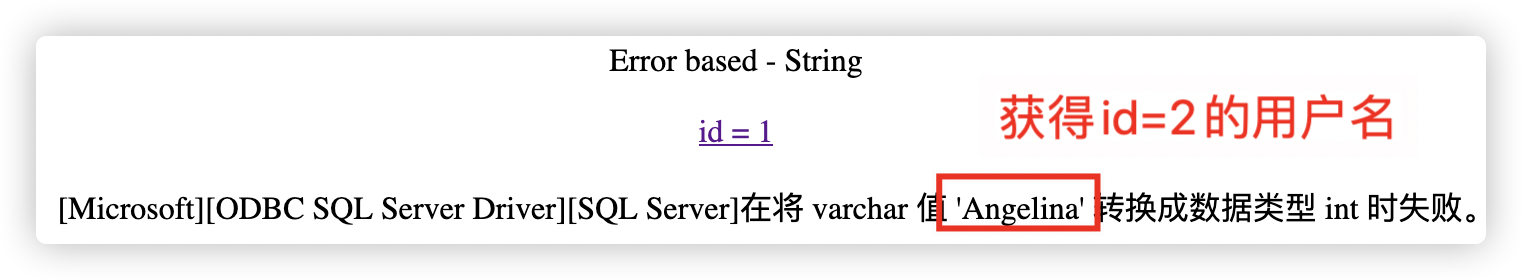 Error based - String
获得id=2的用户名
id = 1
[Microsoft][ODBC SQL Server Driver][SQL Server]在将 varchar 值 'Angelina' 转换成数据类型 int 时失败。